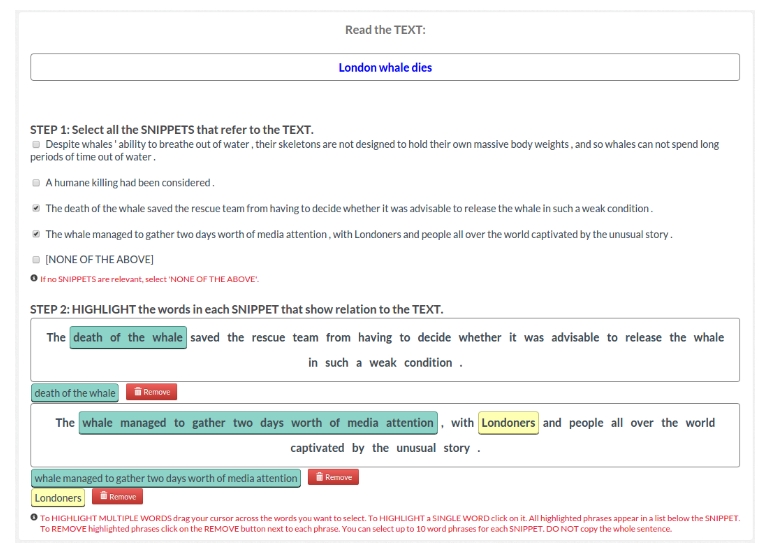 Read the TEXT:
London whale dies
STEP 1: Select all the SNIPPETS that refer to the TEXT.
Despite whales ' ability to breathe out of water , their skeletons are not designed to hold their own massive body weights , and so whales can not spend long
periods of time out of water .
A humane killing had been considered .
The death of the whale saved the rescue team from having to decide whether it was advisable to release the whale in such a weak condition .
The whale managed to gather two days worth of media attention , with Londoners and people all over the world captivated by the unusual story .
[NONE OF THE ABOVE]
If no SNIPPETS are relevant, select 'NONE OF THE ABOVE'.
STEP 2: HIGHLIGHT the words in each SNIPPET that show relation to the TEXT.
The death of the whale saved the rescue team from having to decide whether it was advisable to release the whale
in such a weak condition .
death of the whale Remove
The whale managed to gather two days worth of media attention , with Londoners and people all over the world
captivated by the unusual story .
whale managed to gather two days worth of media attention Remove
Londoners Remove
To HIGHLIGHT MULTIPLE WORDS drag your cursor across the words you want to select. To HIGHLIGHT a SINGLE WORD click on it. All highlighted phrases appear in a list below the SNIPPET.
To REMOVE highlighted phrases click on the REMOVE button next to each phrase. You can select up to 10 word phrases for each SNIPPET. DO NOT copy the whole sentence.